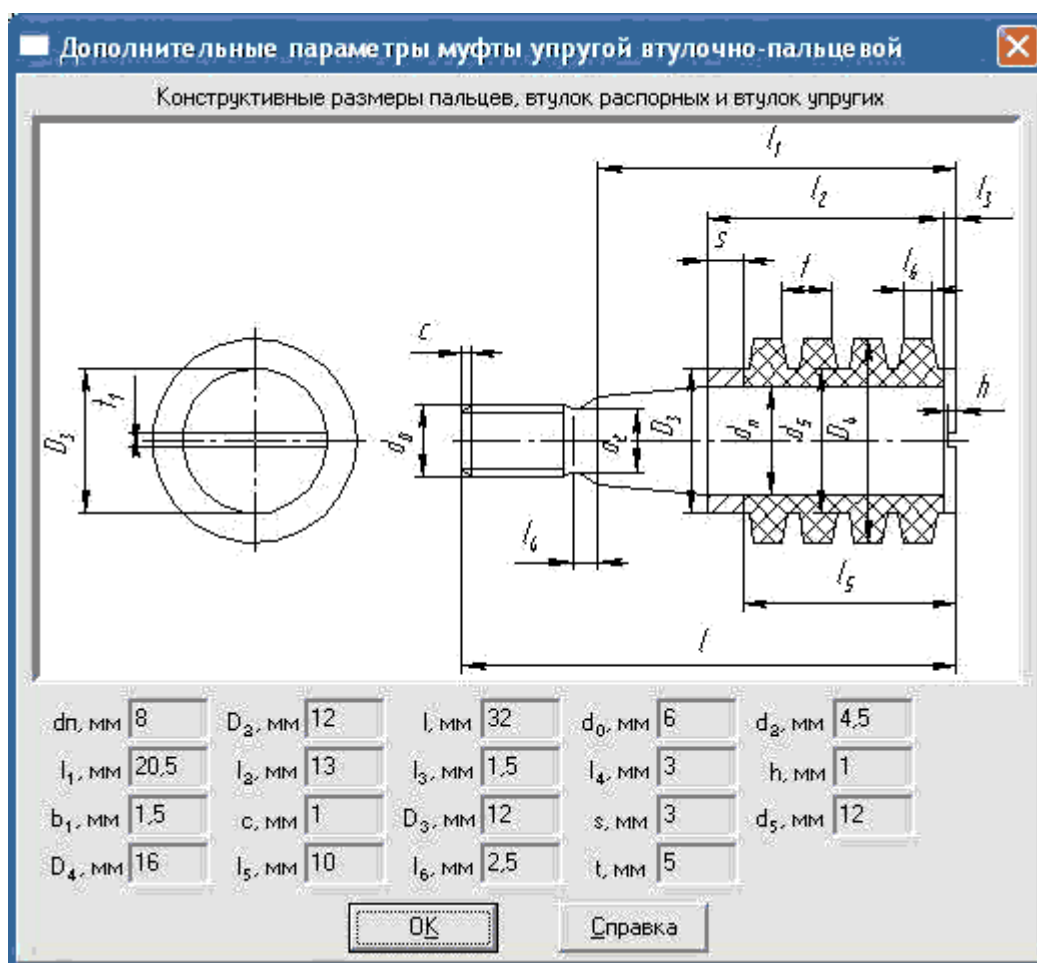 Дополнительные параметры муфты упругой втулочно-пальцевой
Конструктивные размеры пальцев, втулок распорных и втулок упругих
l₁
l₂
l₃
s
t
l₆
c
h
D₃
t₁
d₀
d₂
D₃
dп
d₅
D₄
l₄
l₅
l
dп, мм 8 D₂, мм 12 l, мм 32 d₀, мм 6 d₂, мм 4,5
l₁, мм 20,5 l₂, мм 13 l₃, мм 1,5 l₄, мм 3 h, мм 1
b₁, мм 1,5 c, мм 1 D₃, мм 12 s, мм 3 d₅, мм 12
D₄, мм 16 l₅, мм 10 l₆, мм 2,5 t, мм 5
OK Справка